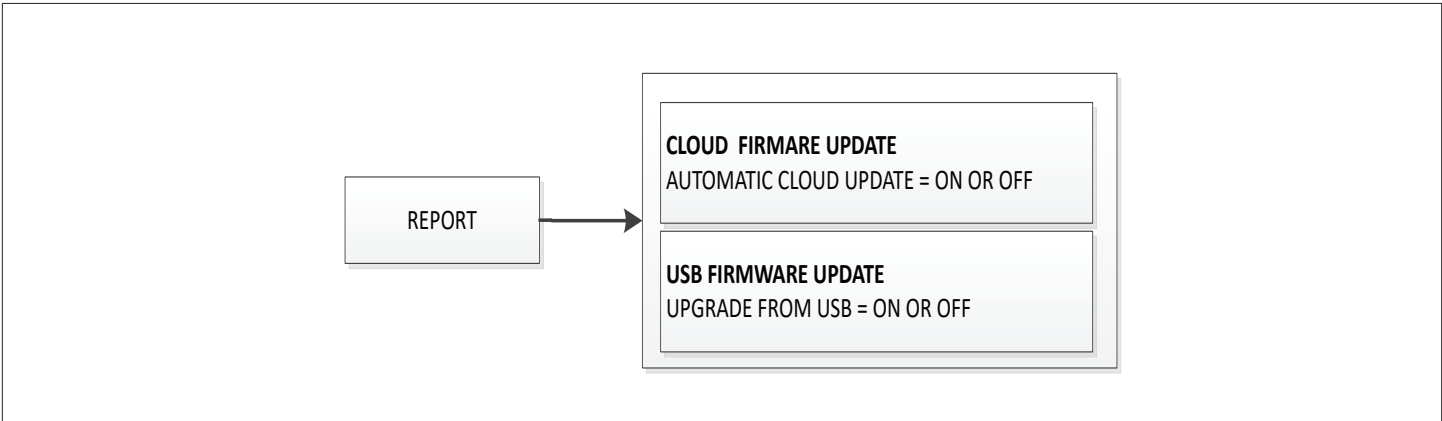 REPORT
CLOUD  FIRMARE UPDATE
AUTOMATIC CLOUD UPDATE = ON OR OFF
USB FIRMWARE UPDATE
UPGRADE FROM USB = ON OR OFF